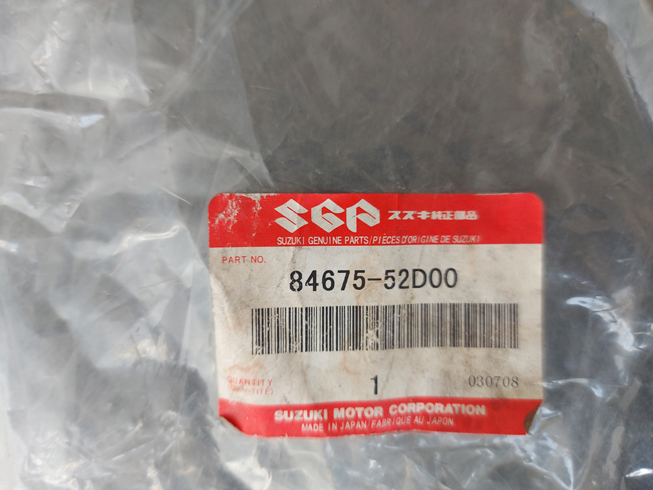 SGP スズキ純正部品
SUZUKI GENUINE PARTS/PIÈCES D'ORIGINE DE SUZUKI
PART NO.
84675-52D00
QUANTITY
1 030708
SUZUKI MOTOR CORPORATION
MADE IN JAPAN/FABRIQUE AU JAPON